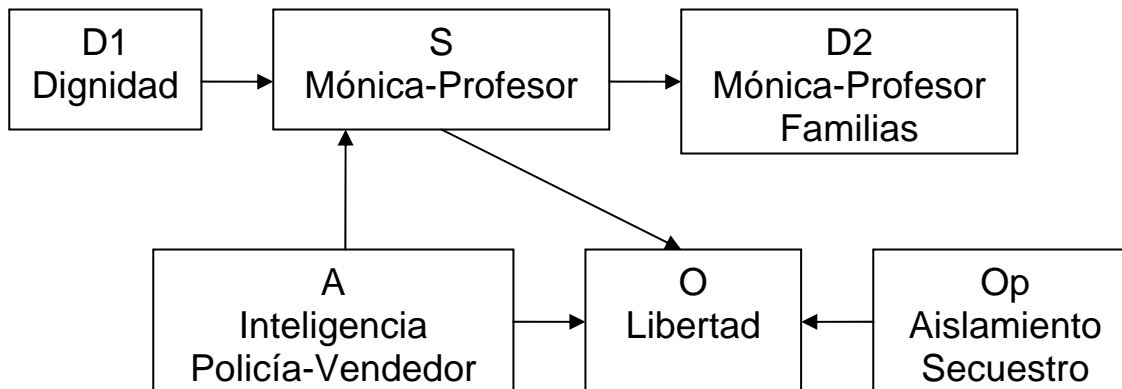 D1
Dignidad
S
Mónica-Profesor
D2
Mónica-Profesor
Familias
A
Inteligencia
Policía-Vendedor
O
Libertad
Op
Aislamiento
Secuestro